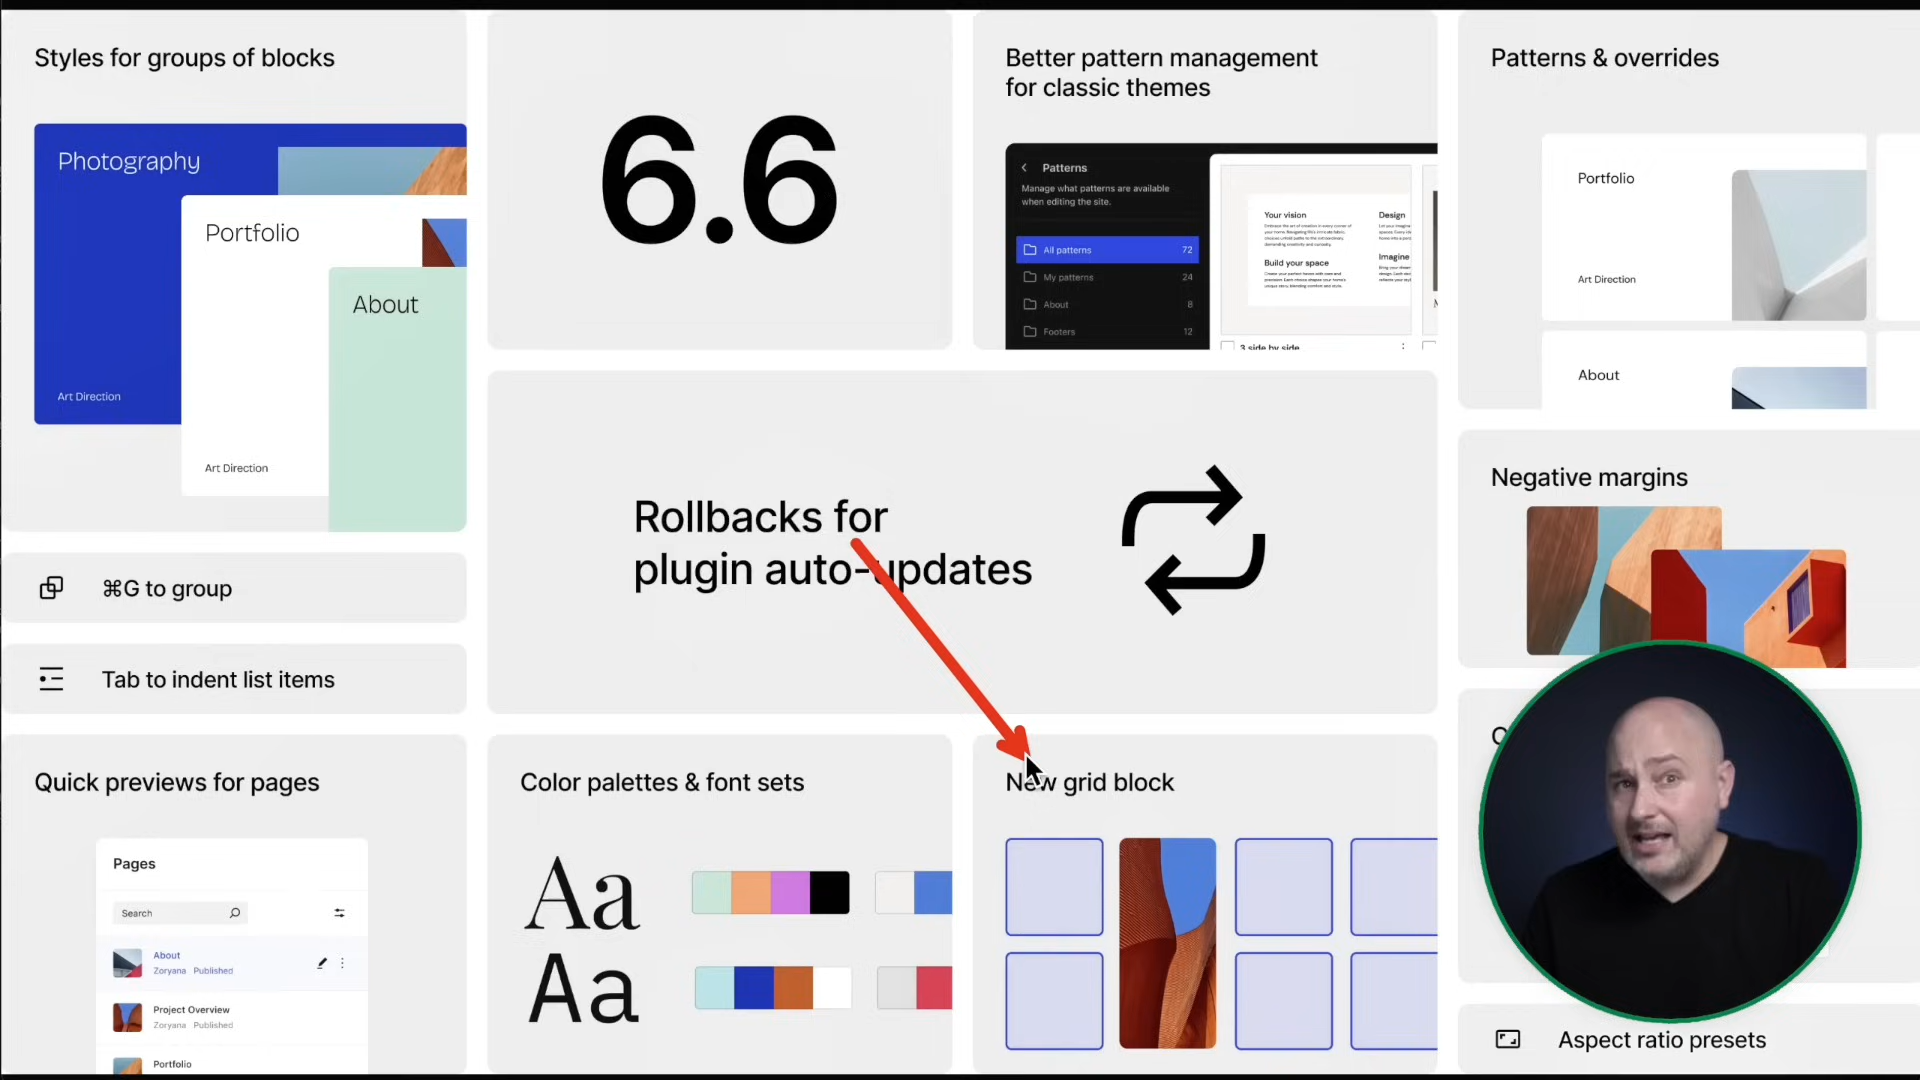 Styles for groups of blocks
Photography
Portfolio
About
Art Direction
Art Direction
⌘G to group
Tab to indent list items
Quick previews for pages
Pages
Search
About
Zoryana Published
Project Overview
Zoryana Published
Portfolio
6.6
Better pattern management
for classic themes
Patterns
Manage what patterns are available
when editing the site.
All patterns 72
My patterns 24
About 8
Footers 12
Your vision
Design
Build your space
Imagine
3 side by side
Rollbacks for
plugin auto-updates
Color palettes & font sets
Aa
Aa
New grid block
Patterns & overrides
Portfolio
Art Direction
About
Negative margins
Aspect ratio presets